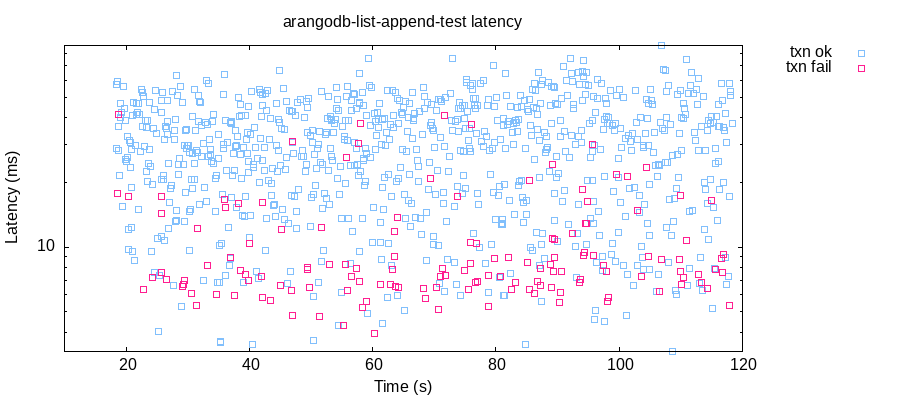 arangodb-list-append-test latency
txn ok
txn fail
Latency (ms)
10
20 40 60 80 100 120
Time (s)